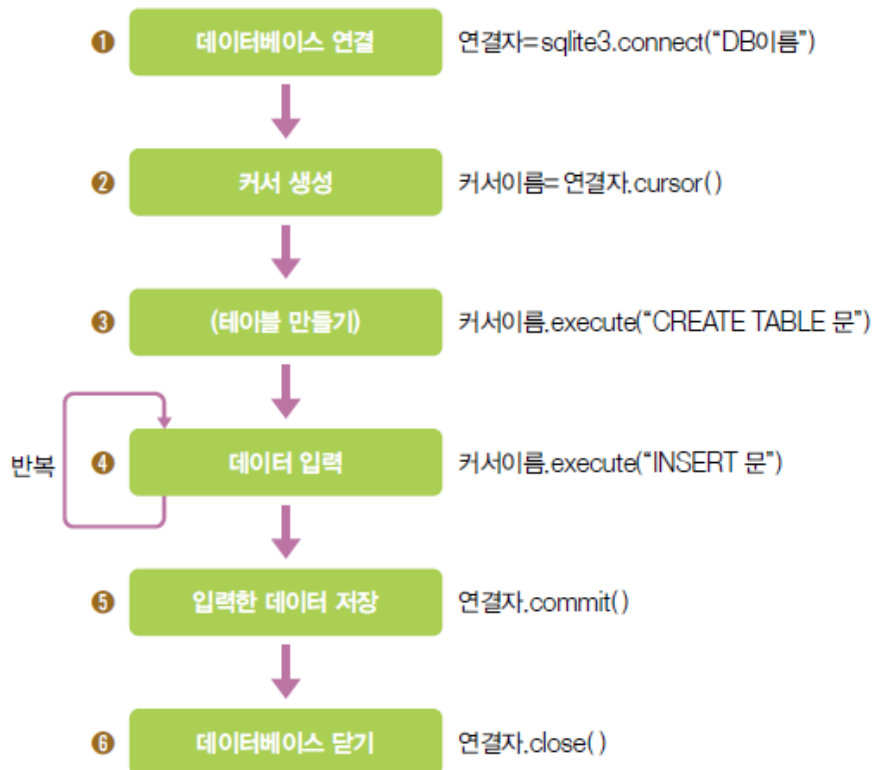 ❶ 데이터베이스 연결 연결자=sqlite3.connect(“DB이름”)
❷ 커서 생성 커서이름=연결자.cursor()
❸ (테이블 만들기) 커서이름.execute(“CREATE TABLE 문”)
반복 ❹ 데이터 입력 커서이름.execute(“INSERT 문”)
❺ 입력한 데이터 저장 연결자.commit()
❻ 데이터베이스 닫기 연결자.close()